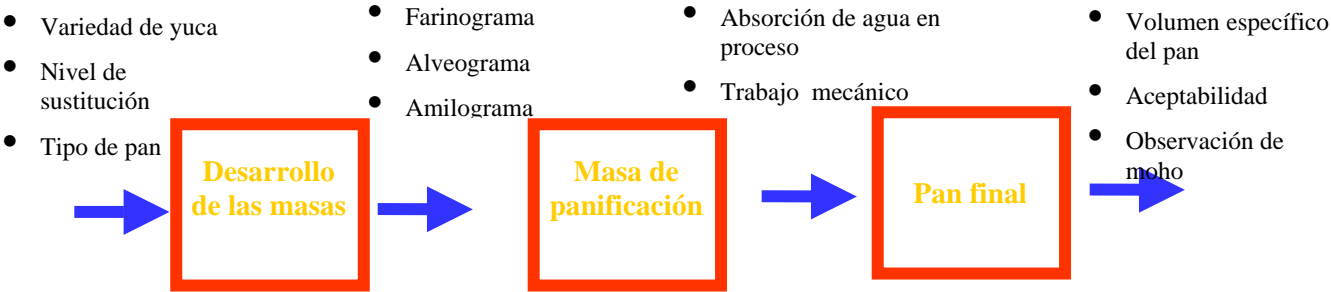 • Variedad de yuca
• Nivel de
sustitución
• Tipo de pan
Desarrollo
de las masas
• Farinograma
• Alveograma
• Amilograma
Masa de
panificación
• Absorción de agua en
proceso
• Trabajo mecánico
Pan final
• Volumen específico
del pan
• Aceptabilidad
• Observación de
moho